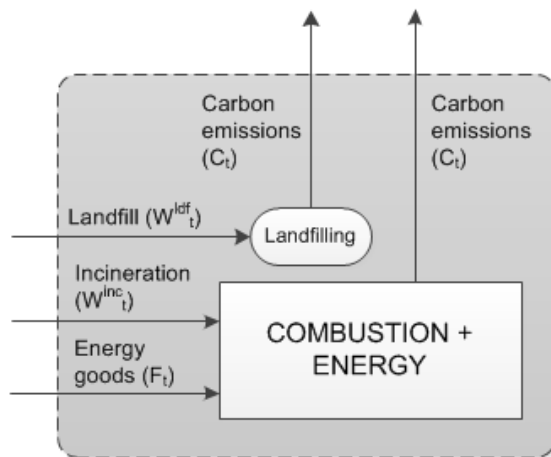 Carbon
emissions
(Cₜ)
Carbon
emissions
(Cₜ)
Landfill (Wˡᵈᶠₜ)
Landfilling
Incineration
(Wⁱⁿᶜₜ)
COMBUSTION +
ENERGY
Energy
goods (Fₜ)